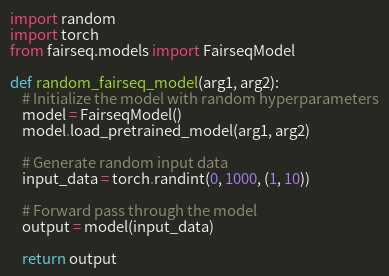 import random
import torch
from fairseq.models import FairseqModel

def random_fairseq_model(arg1, arg2):
    # Initialize the model with random hyperparameters
    model = FairseqModel()
    model.load_pretrained_model(arg1, arg2)

    # Generate random input data
    input_data = torch.randint(0, 1000, (1, 10))

    # Forward pass through the model
    output = model(input_data)

    return output